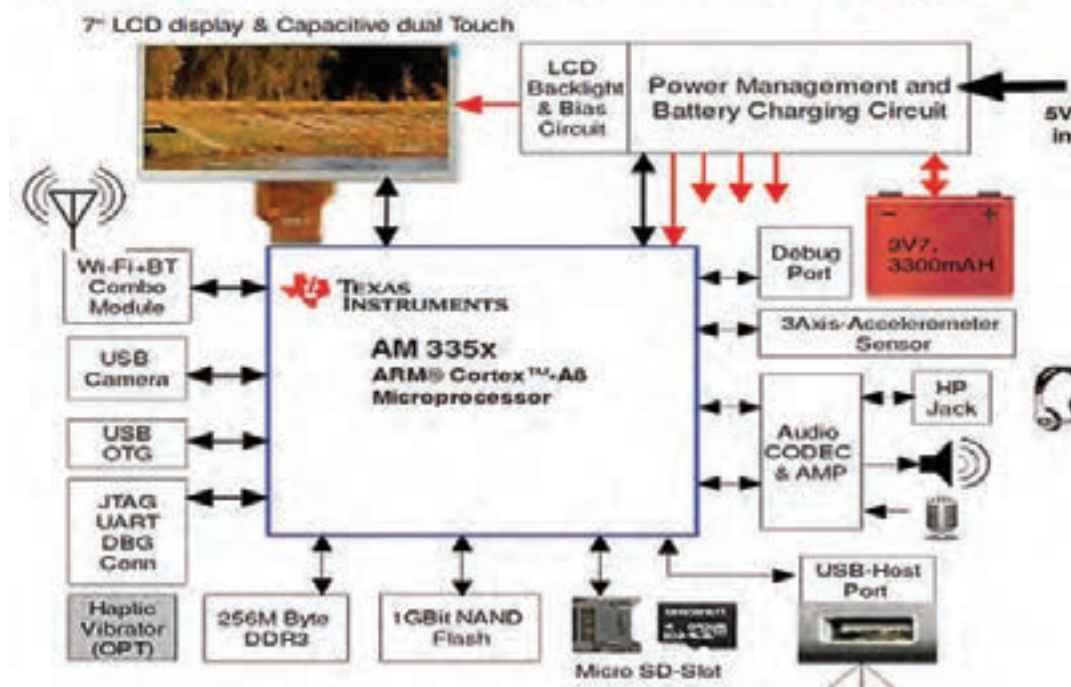 7" LCD display & Capacitive dual Touch
LCD
Backlight
& Bias
Circuit
Power Management and
Battery Charging Circuit
5V
in
- +
3V7,
3300mAH
Wi-Fi+BT
Combo
Module
TEXAS
INSTRUMENTS
AM 335x
ARM® Cortex™-A8
Microprocessor
Debug
Port
3Axis-Accelerometer
Sensor
USB
Camera
HP
Jack
USB
OTG
Audio
CODEC
& AMP
JTAG
UART
DBG
Conn
Haptic
Vibrator
(OPT)
256M Byte
DDR3
1GBit NAND
Flash
Micro SD-Slot
USB-Host
Port